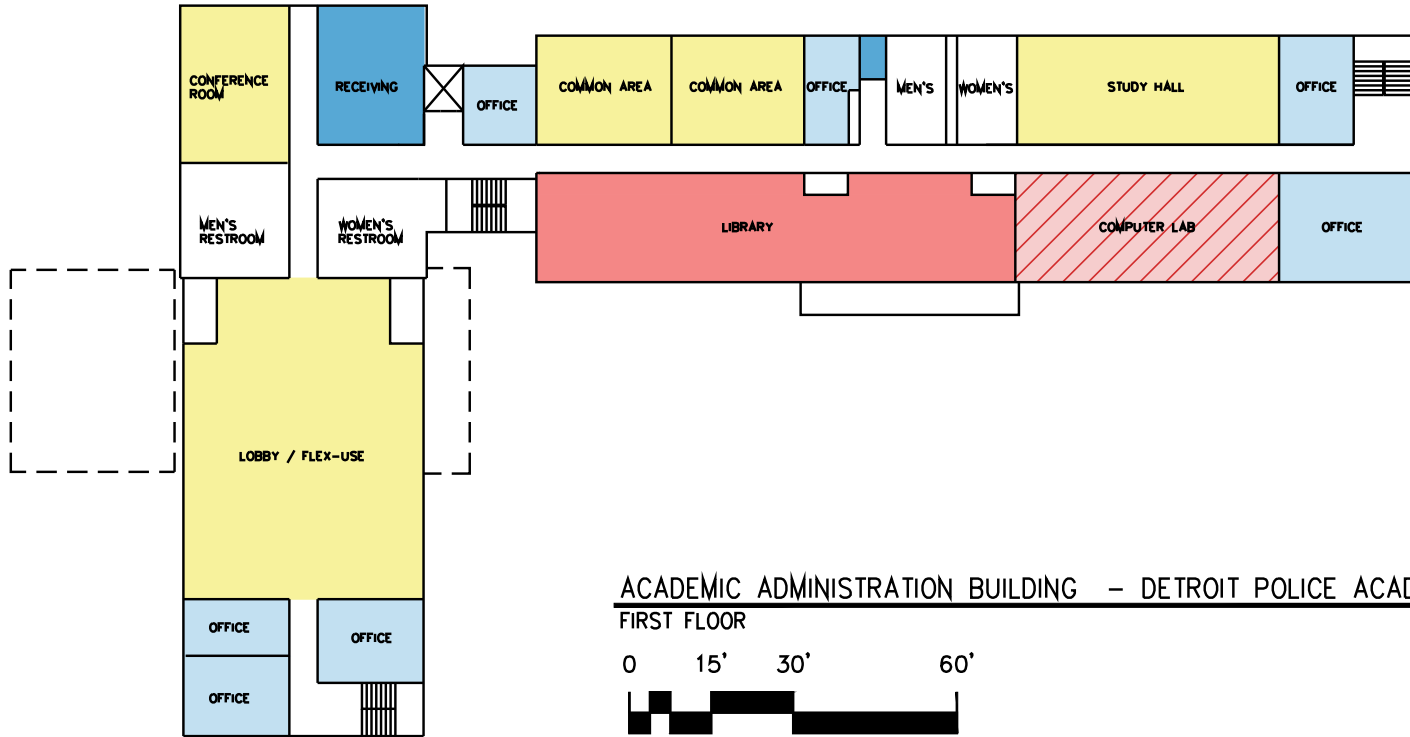 CONFERENCE
ROOM
RECEIVING
OFFICE
COMMON AREA
COMMON AREA
OFFICE
MEN'S
WOMEN'S
STUDY HALL
OFFICE
MEN'S
RESTROOM
WOMEN'S
RESTROOM
LIBRARY
COMPUTER LAB
OFFICE
LOBBY / FLEX-USE
OFFICE
OFFICE
OFFICE
ACADEMIC ADMINISTRATION BUILDING - DETROIT POLICE ACAD
FIRST FLOOR
0 15' 30' 60'